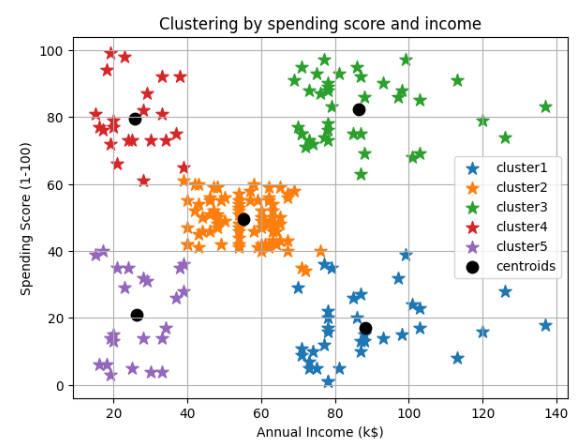 Clustering by spending score and income
100
80
60
40
20
0
Spending Score (1-100)
cluster1
cluster2
cluster3
cluster4
cluster5
centroids
20 40 60 80 100 120 140
Annual Income (k$)